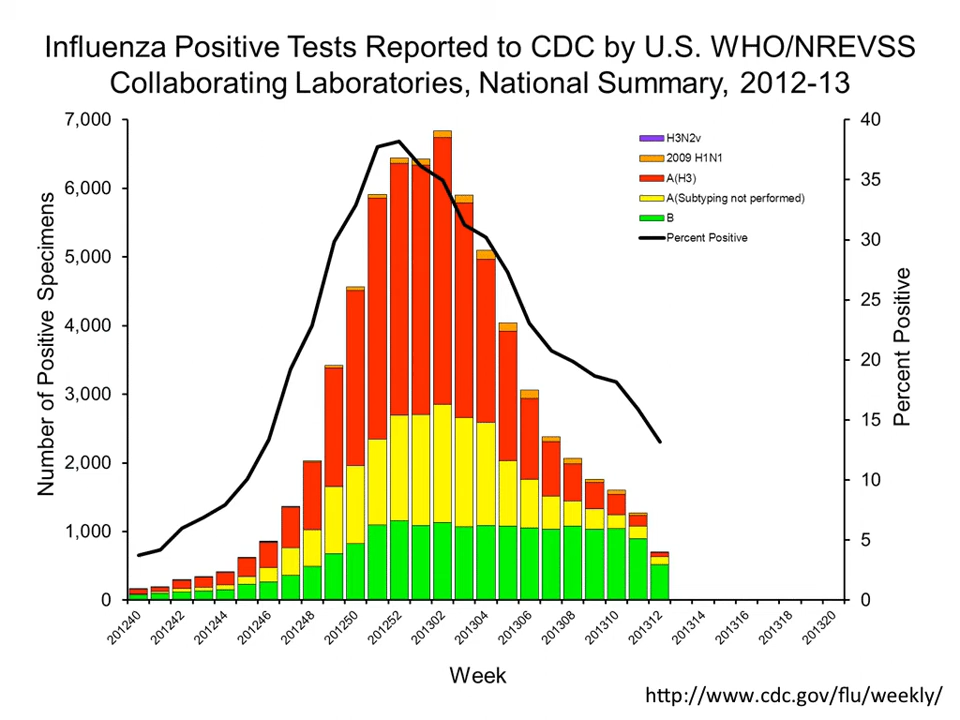 Influenza Positive Tests Reported to CDC by U.S. WHO/NREVSS
Collaborating Laboratories, National Summary, 2012-13
7,000
6,000
5,000
4,000
3,000
2,000
1,000
0
Number of Positive Specimens
40
35
30
25
20
15
10
5
0
Percent Positive
H3N2v
2009 H1N1
A(H3)
A(Subtyping not performed)
B
Percent Positive
201240
201242
201244
201246
201248
201250
201252
201302
201304
201306
201308
201310
201312
201314
201316
201318
201320
Week
http://www.cdc.gov/flu/weekly/